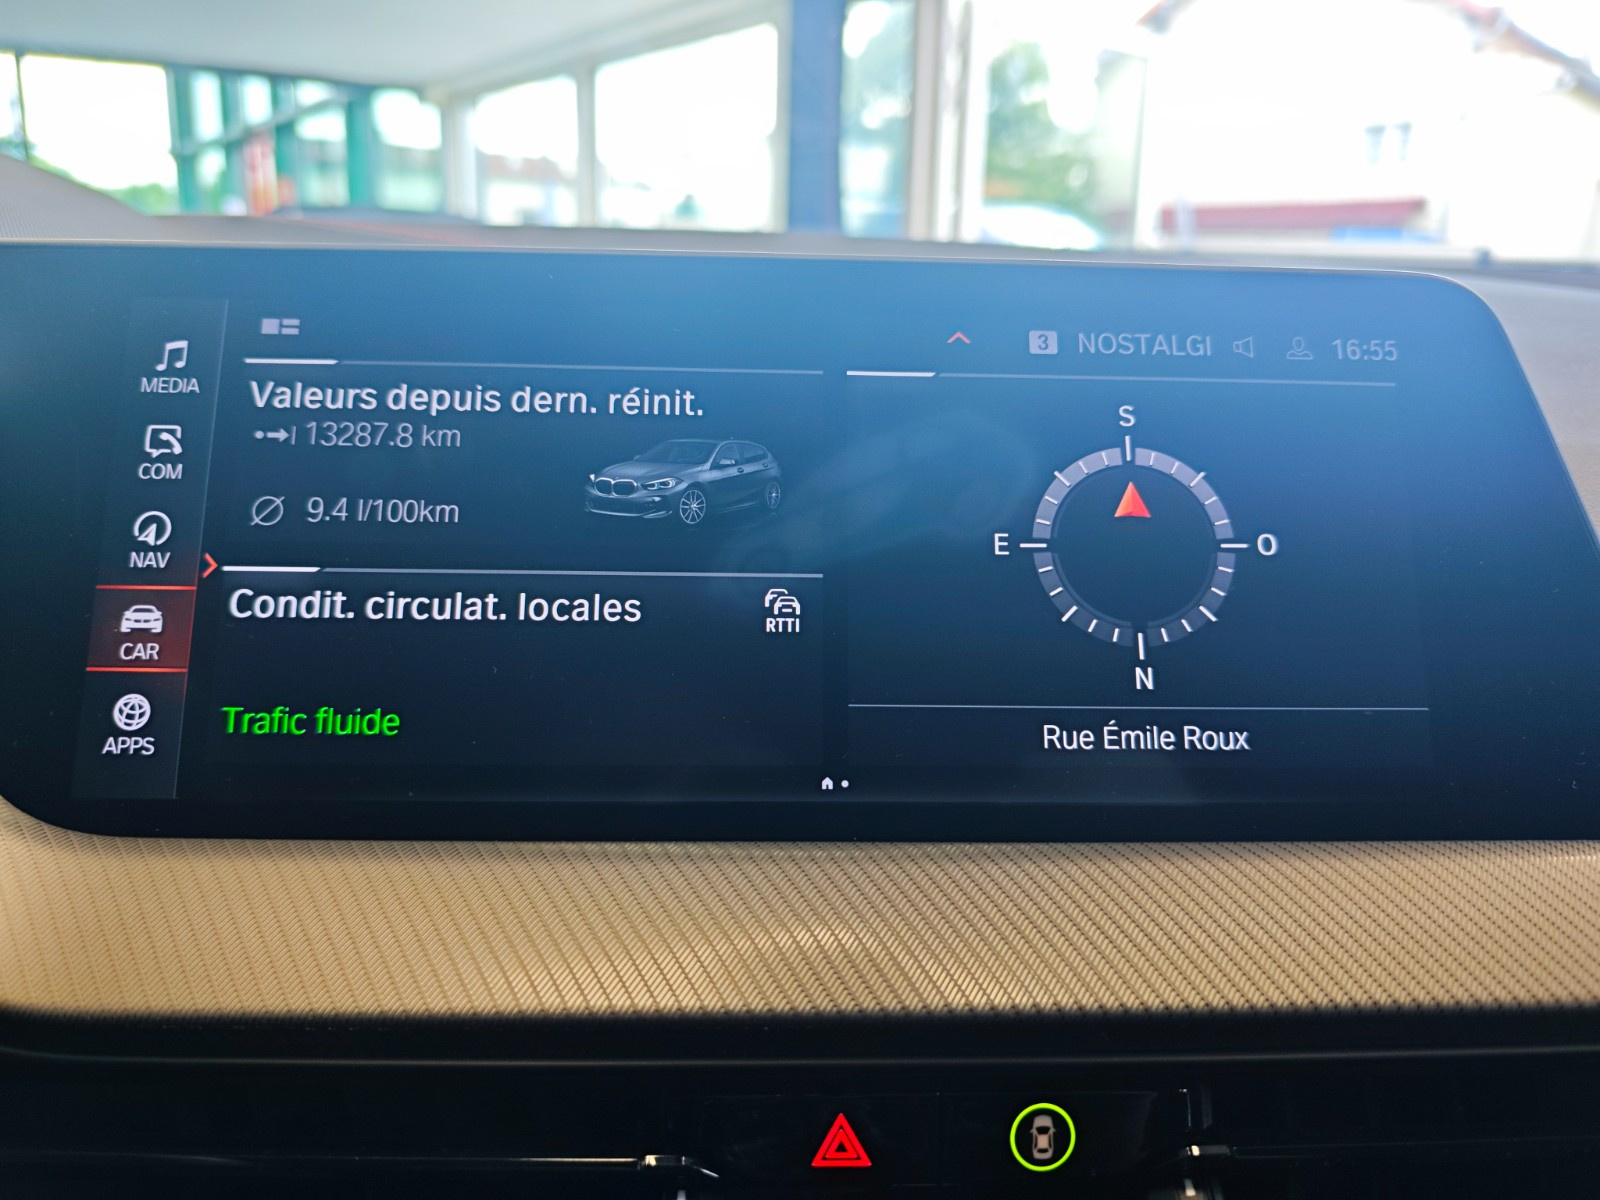 MEDIA
COM
NAV
CAR
APPS
3 NOSTALGI 16:55
Valeurs depuis dern. réinit.
13287.8 km
9.4 l/100km
Condit. circulat. locales
RTTI
Trafic fluide
S
E O
N
Rue Émile Roux